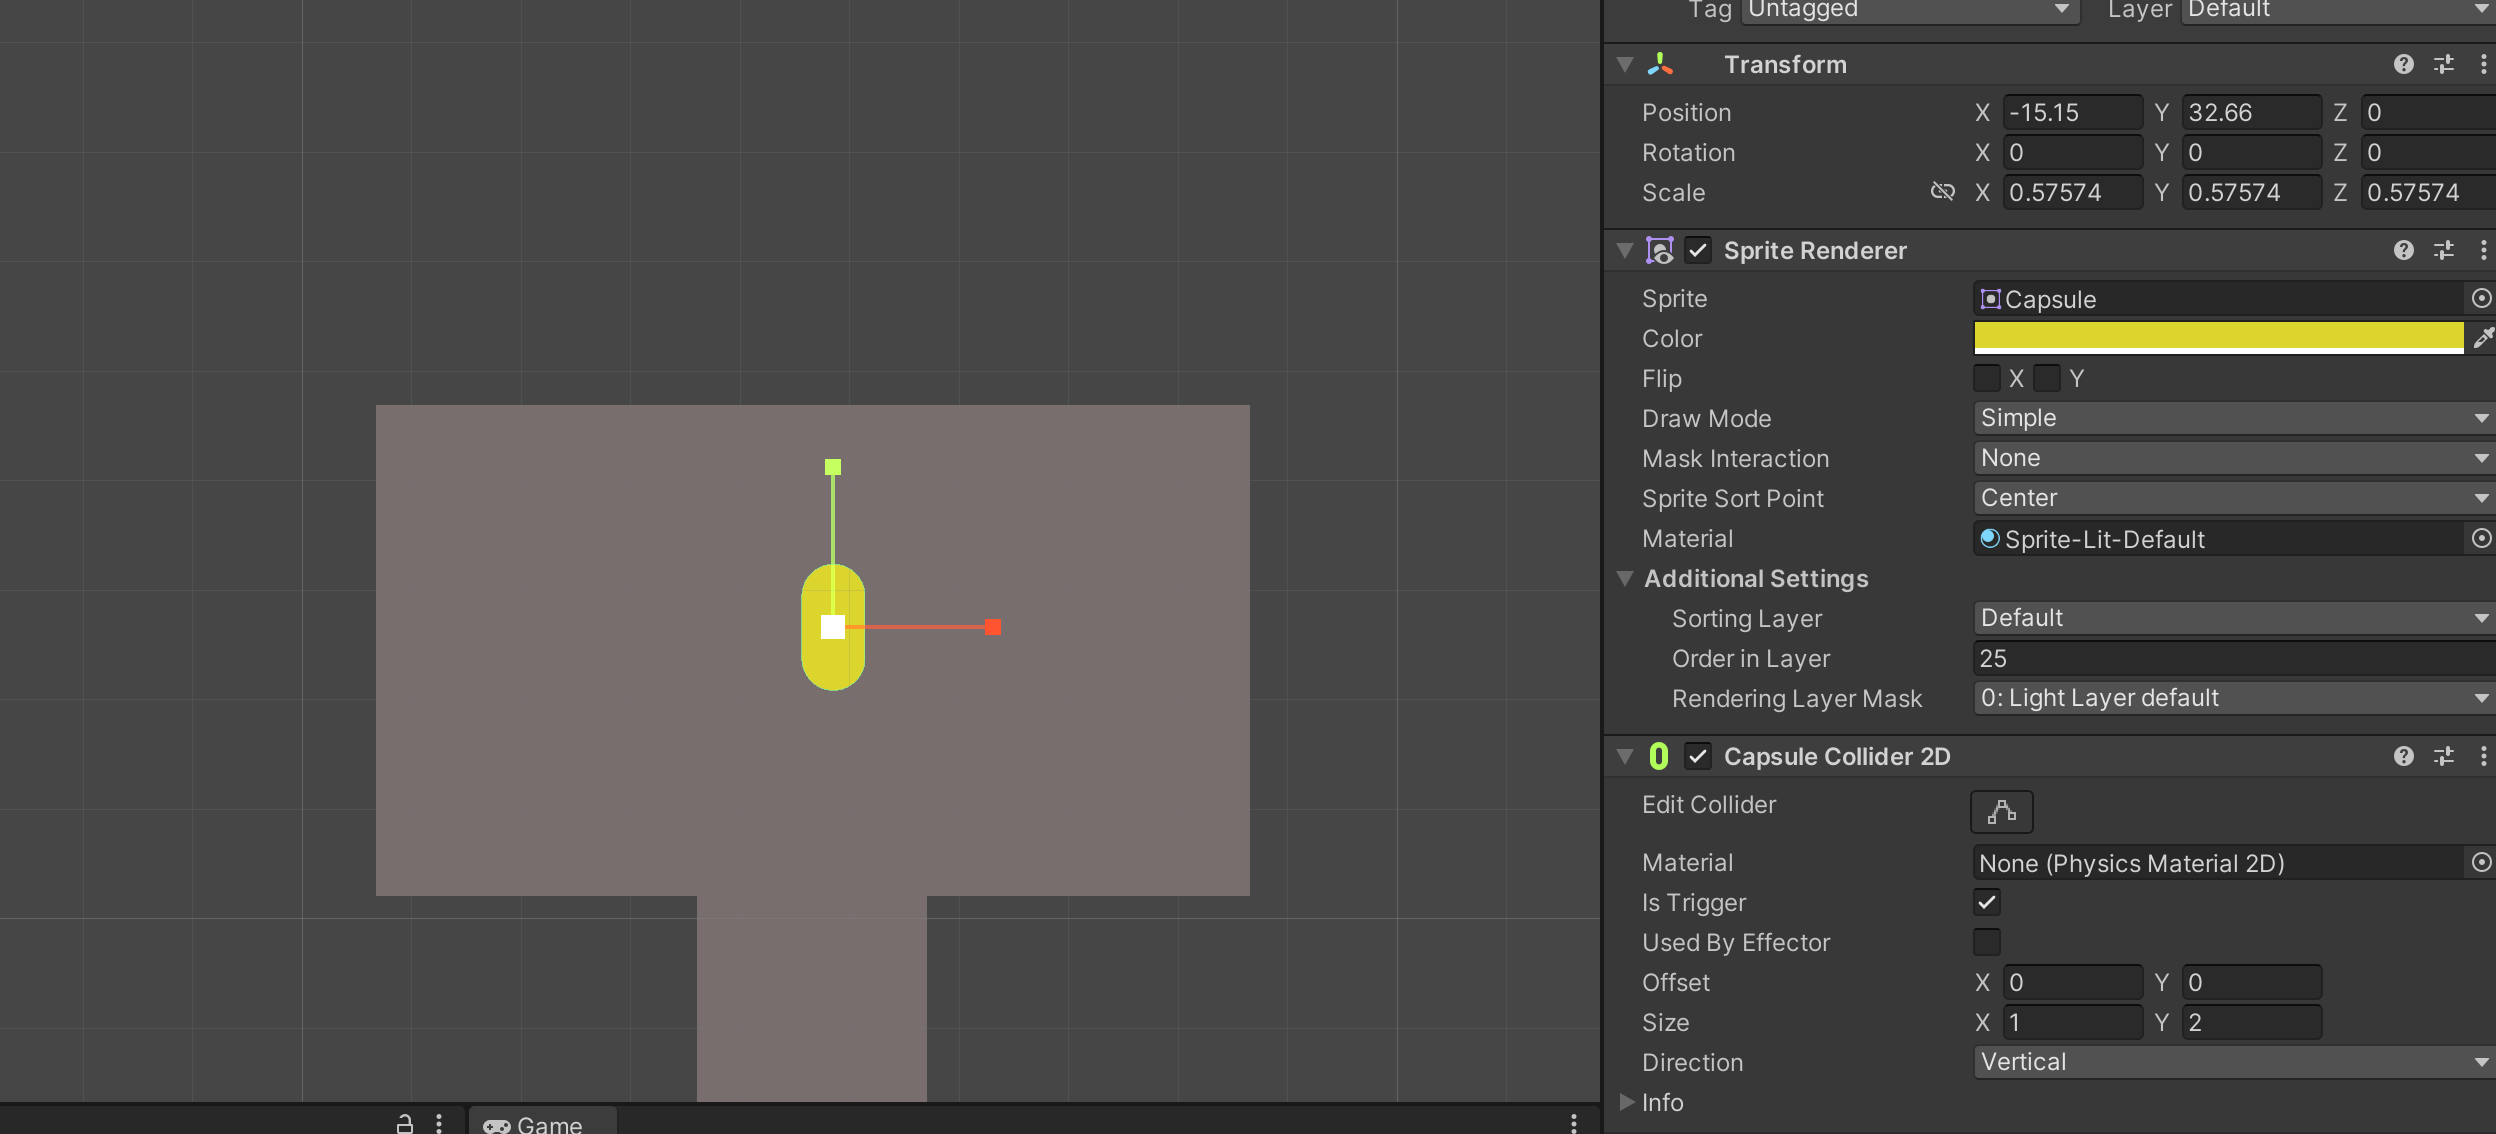 Tag Untagged Layer Default
Transform
Position X -15.15 Y 32.66 Z 0
Rotation X 0 Y 0 Z 0
Scale X 0.57574 Y 0.57574 Z 0.57574
Sprite Renderer
Sprite Capsule
Color
Flip X Y
Draw Mode Simple
Mask Interaction None
Sprite Sort Point Center
Material Sprite-Lit-Default
Additional Settings
Sorting Layer Default
Order in Layer 25
Rendering Layer Mask 0: Light Layer default
Capsule Collider 2D
Edit Collider
Material None (Physics Material 2D)
Is Trigger
Used By Effector
Offset X 0 Y 0
Size X 1 Y 2
Direction Vertical
Info
Game